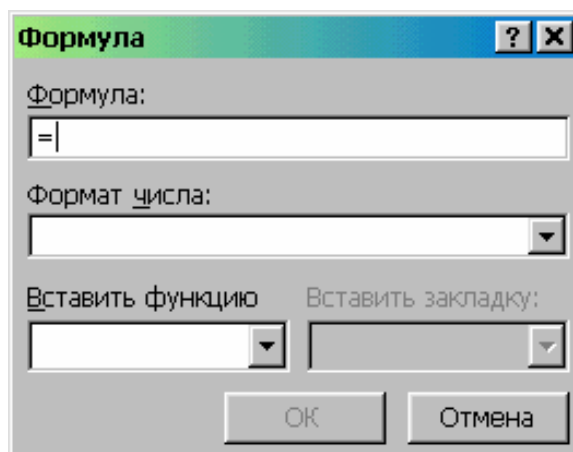 Формула
Формула:
=
Формат числа:
Вставить функцию Вставить закладку:
ОК Отмена